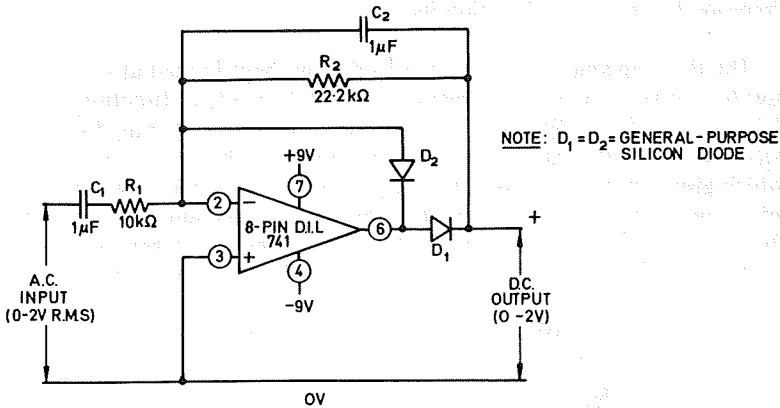 C2
1μF
R2
22·2kΩ
NOTE: D1 = D2 = GENERAL-PURPOSE
SILICON DIODE
D2
+9V
C1
R1
1μF
10kΩ
2
−
7
8-PIN D.I.L
741
6
+
D1
3
+
4
−9V
A.C.
INPUT
(0-2V R.M.S)
D.C.
OUTPUT
(0 -2V)
0V